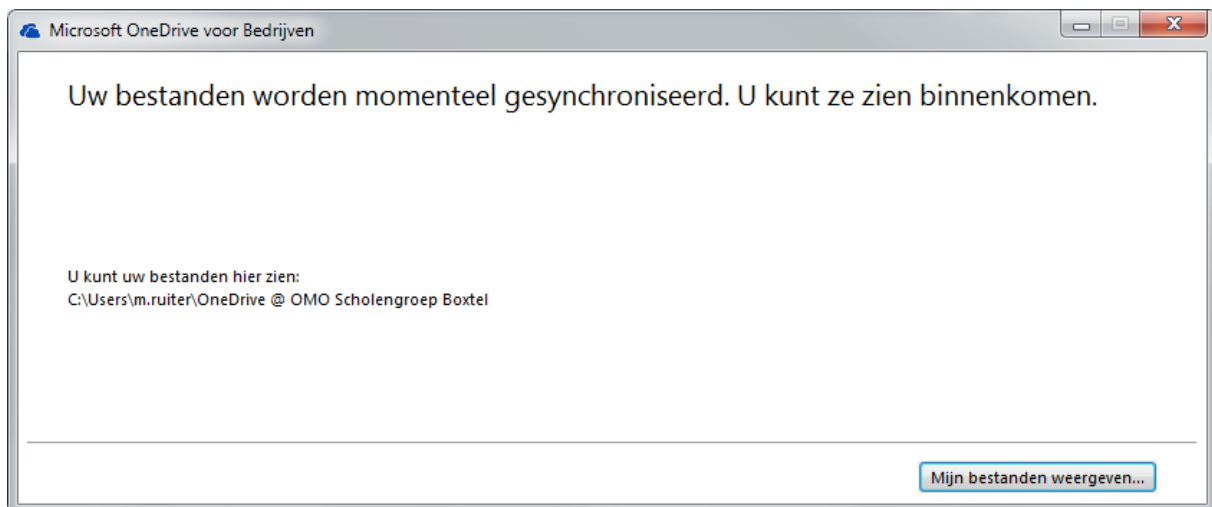 Microsoft OneDrive voor Bedrijven
Uw bestanden worden momenteel gesynchroniseerd. U kunt ze zien binnenkomen.
U kunt uw bestanden hier zien:
C:\Users\m.ruiter\OneDrive @ OMO Scholengroep Boxtel
Mijn bestanden weergeven...